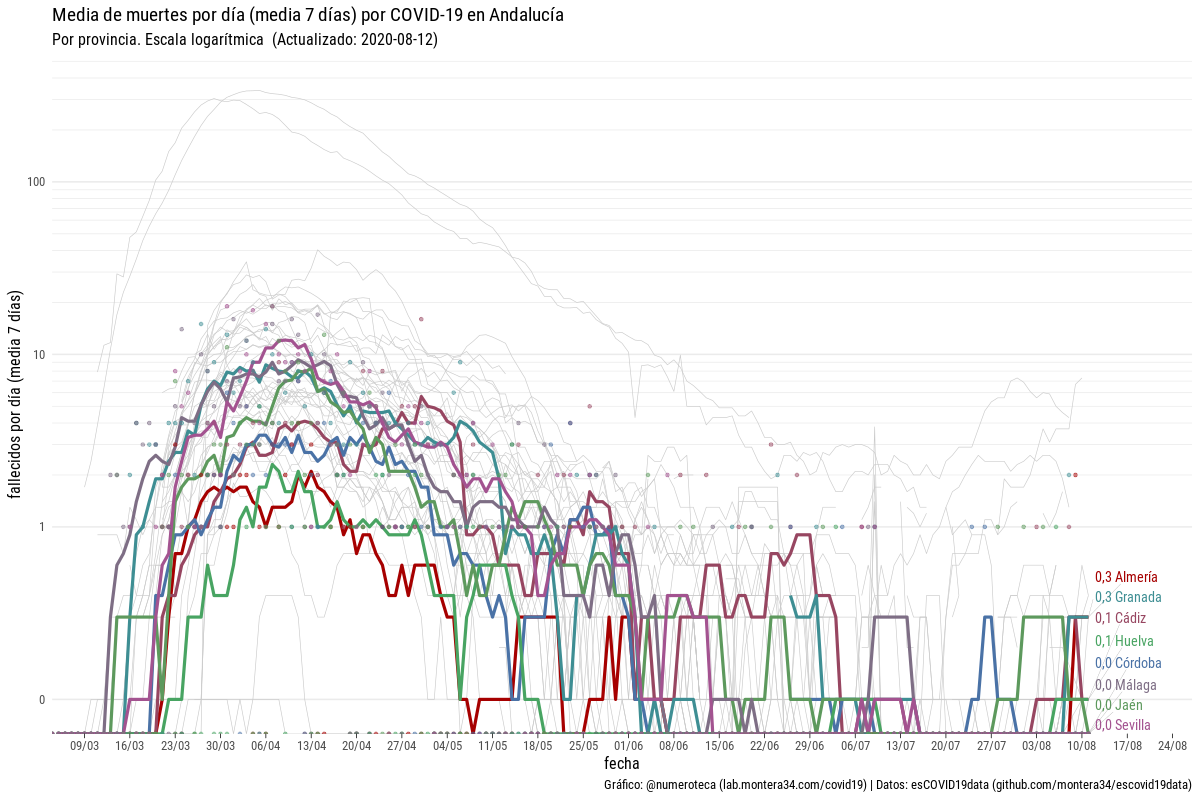 Media de muertes por día (media 7 días) por COVID-19 en Andalucía
Por provincia. Escala logarítmica (Actualizado: 2020-08-12)
fallecidos por día (media 7 días)
100
10
1
0
0,3 Almería
0,3 Granada
0,1 Cádiz
0,1 Huelva
0,0 Córdoba
0,0 Málaga
0,0 Jaén
0,0 Sevilla
09/03 16/03 23/03 30/03 06/04 13/04 20/04 27/04 04/05 11/05 18/05 25/05 01/06 08/06 15/06 22/06 29/06 06/07 13/07 20/07 27/07 03/08 10/08 17/08 24/08
fecha
Gráfico: @numeroteca (lab.montera34.com/covid19) | Datos: esCOVID19data (github.com/montera34/escovid19data)